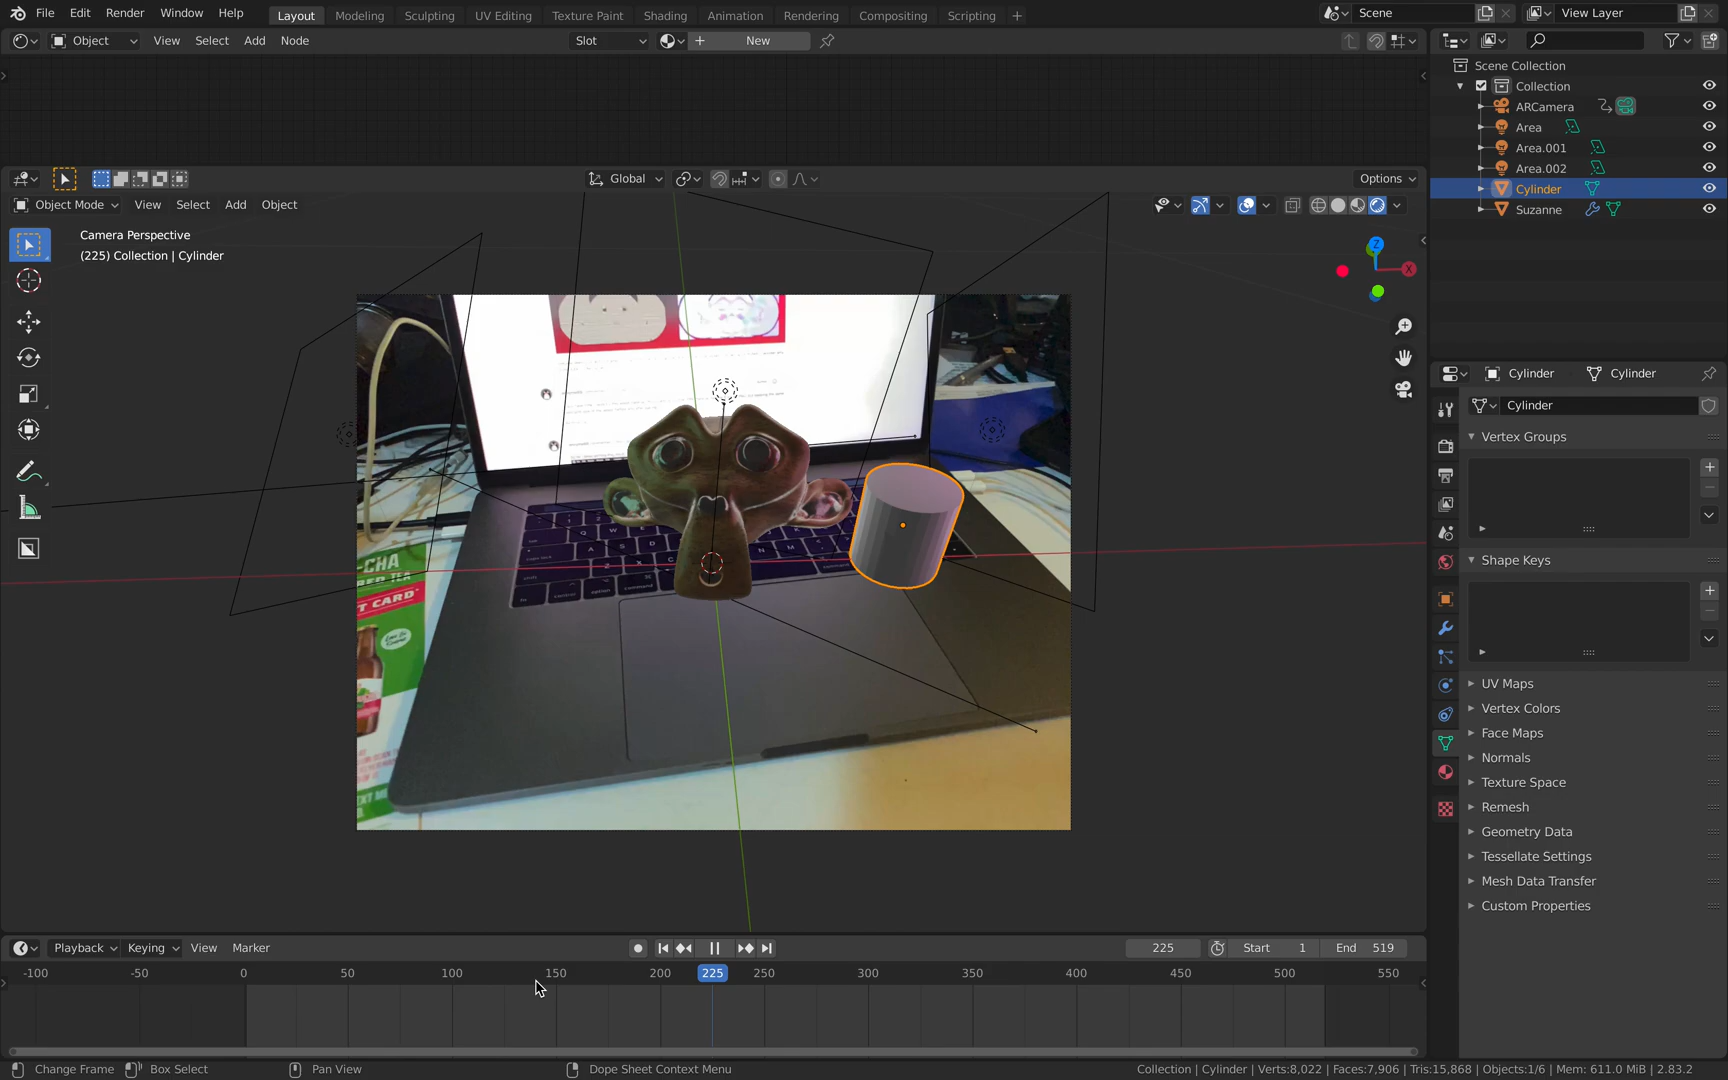 File Edit Render Window Help Layout Modeling Sculpting UV Editing Texture Paint Shading Animation Rendering Compositing Scripting Scene View Layer
Object View Select Add Node Slot New
Scene Collection
Collection
ARCamera
Area
Area.001
Area.002
Cylinder
Suzanne
Global Options
Object Mode View Select Add Object
Camera Perspective
(225) Collection | Cylinder
Z
X
Cylinder Cylinder
Cylinder
Vertex Groups
Shape Keys
UV Maps
Vertex Colors
Face Maps
Normals
Texture Space
Remesh
Geometry Data
Tessellate Settings
Mesh Data Transfer
Custom Properties
-CHA
T CARD*
control option
Playback Keying View Marker 225 Start 1 End 519
-100 -50 0 50 100 150 200 225 250 300 350 400 450 500 550
Change Frame Box Select Pan View Dope Sheet Context Menu Collection | Cylinder | Verts:8,022 | Faces:7,906 | Tris:15,868 | Objects:1/6 | Mem: 611.0 MiB | 2.83.2